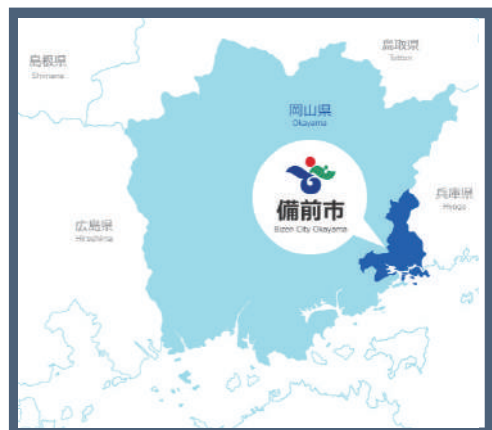 島根県
Shimane
鳥取県
Tottori
岡山県
Okayama
兵庫県
Hyogo
備前市
Bizen City Okayama
広島県
Hiroshima